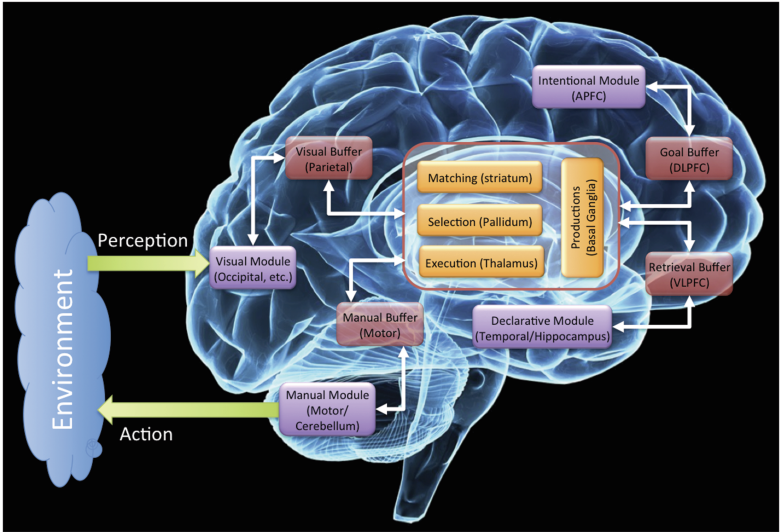 Intentional Module
(APFC)
Visual Buffer
(Parietal)
Goal Buffer
(DLPFC)
Matching (striatum)
Selection (Pallidum)
Execution (Thalamus)
Productions
(Basal Ganglia)
Perception
Visual Module
(Occipital, etc.)
Retrieval Buffer
(VLPFC)
Environment
Manual Buffer
(Motor)
Declarative Module
(Temporal/Hippocampus)
Manual Module
(Motor/
Cerebellum)
Action